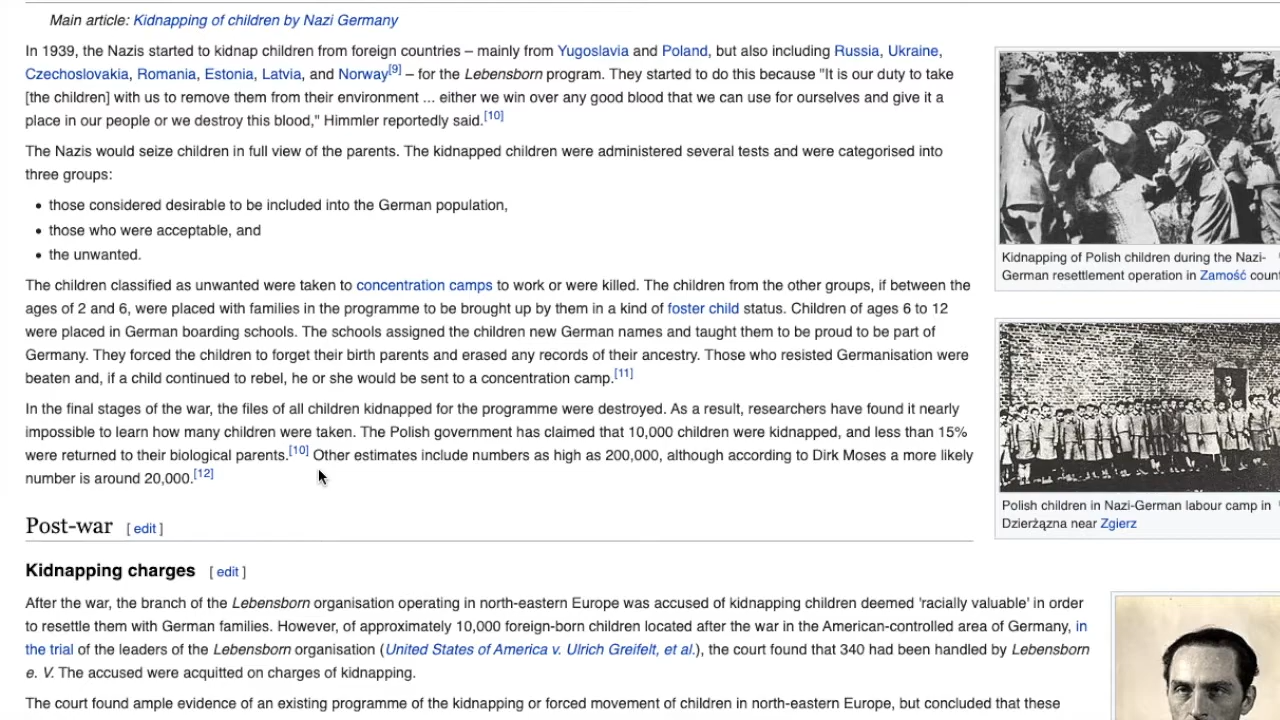 Main article: Kidnapping of children by Nazi Germany
In 1939, the Nazis started to kidnap children from foreign countries – mainly from Yugoslavia and Poland, but also including Russia, Ukraine,
Czechoslovakia, Romania, Estonia, Latvia, and Norway[9] – for the Lebensborn program. They started to do this because "It is our duty to take
[the children] with us to remove them from their environment ... either we win over any good blood that we can use for ourselves and give it a
place in our people or we destroy this blood," Himmler reportedly said.[10]
The Nazis would seize children in full view of the parents. The kidnapped children were administered several tests and were categorised into
three groups:
• those considered desirable to be included into the German population,
• those who were acceptable, and
• the unwanted.
The children classified as unwanted were taken to concentration camps to work or were killed. The children from the other groups, if between the
ages of 2 and 6, were placed with families in the programme to be brought up by them in a kind of foster child status. Children of ages 6 to 12
were placed in German boarding schools. The schools assigned the children new German names and taught them to be proud to be part of
Germany. They forced the children to forget their birth parents and erased any records of their ancestry. Those who resisted Germanisation were
beaten and, if a child continued to rebel, he or she would be sent to a concentration camp.[11]
In the final stages of the war, the files of all children kidnapped for the programme were destroyed. As a result, researchers have found it nearly
impossible to learn how many children were taken. The Polish government has claimed that 10,000 children were kidnapped, and less than 15%
were returned to their biological parents.[10] Other estimates include numbers as high as 200,000, although according to Dirk Moses a more likely
number is around 20,000.[12]
Kidnapping of Polish children during the Nazi-
German resettlement operation in Zamość coun
Polish children in Nazi-German labour camp in
Dzierżązna near Zgierz
Post-war [ edit ]
Kidnapping charges [ edit ]
After the war, the branch of the Lebensborn organisation operating in north-eastern Europe was accused of kidnapping children deemed 'racially valuable' in order
to resettle them with German families. However, of approximately 10,000 foreign-born children located after the war in the American-controlled area of Germany, in
the trial of the leaders of the Lebensborn organisation (United States of America v. Ulrich Greifelt, et al.), the court found that 340 had been handled by Lebensborn
e. V. The accused were acquitted on charges of kidnapping.
The court found ample evidence of an existing programme of the kidnapping or forced movement of children in north-eastern Europe, but concluded that these